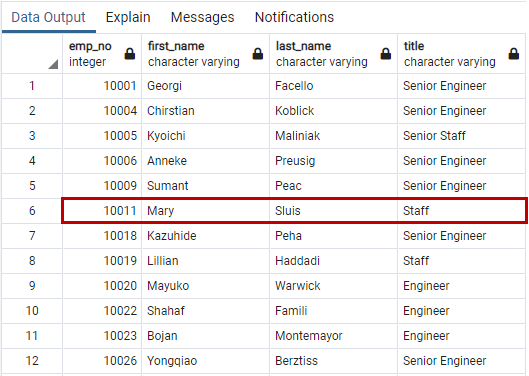 Data Output Explain Messages Notifications
emp_no first_name last_name title
integer character varying character varying character varying
1 10001 Georgi Facello Senior Engineer
2 10004 Chirstian Koblick Senior Engineer
3 10005 Kyoichi Maliniak Senior Staff
4 10006 Anneke Preusig Senior Engineer
5 10009 Sumant Peac Senior Engineer
6 10011 Mary Sluis Staff
7 10018 Kazuhide Peha Senior Engineer
8 10019 Lillian Haddadi Staff
9 10020 Mayuko Warwick Engineer
10 10022 Shahaf Famili Engineer
11 10023 Bojan Montemayor Engineer
12 10026 Yongqiao Berztiss Senior Engineer